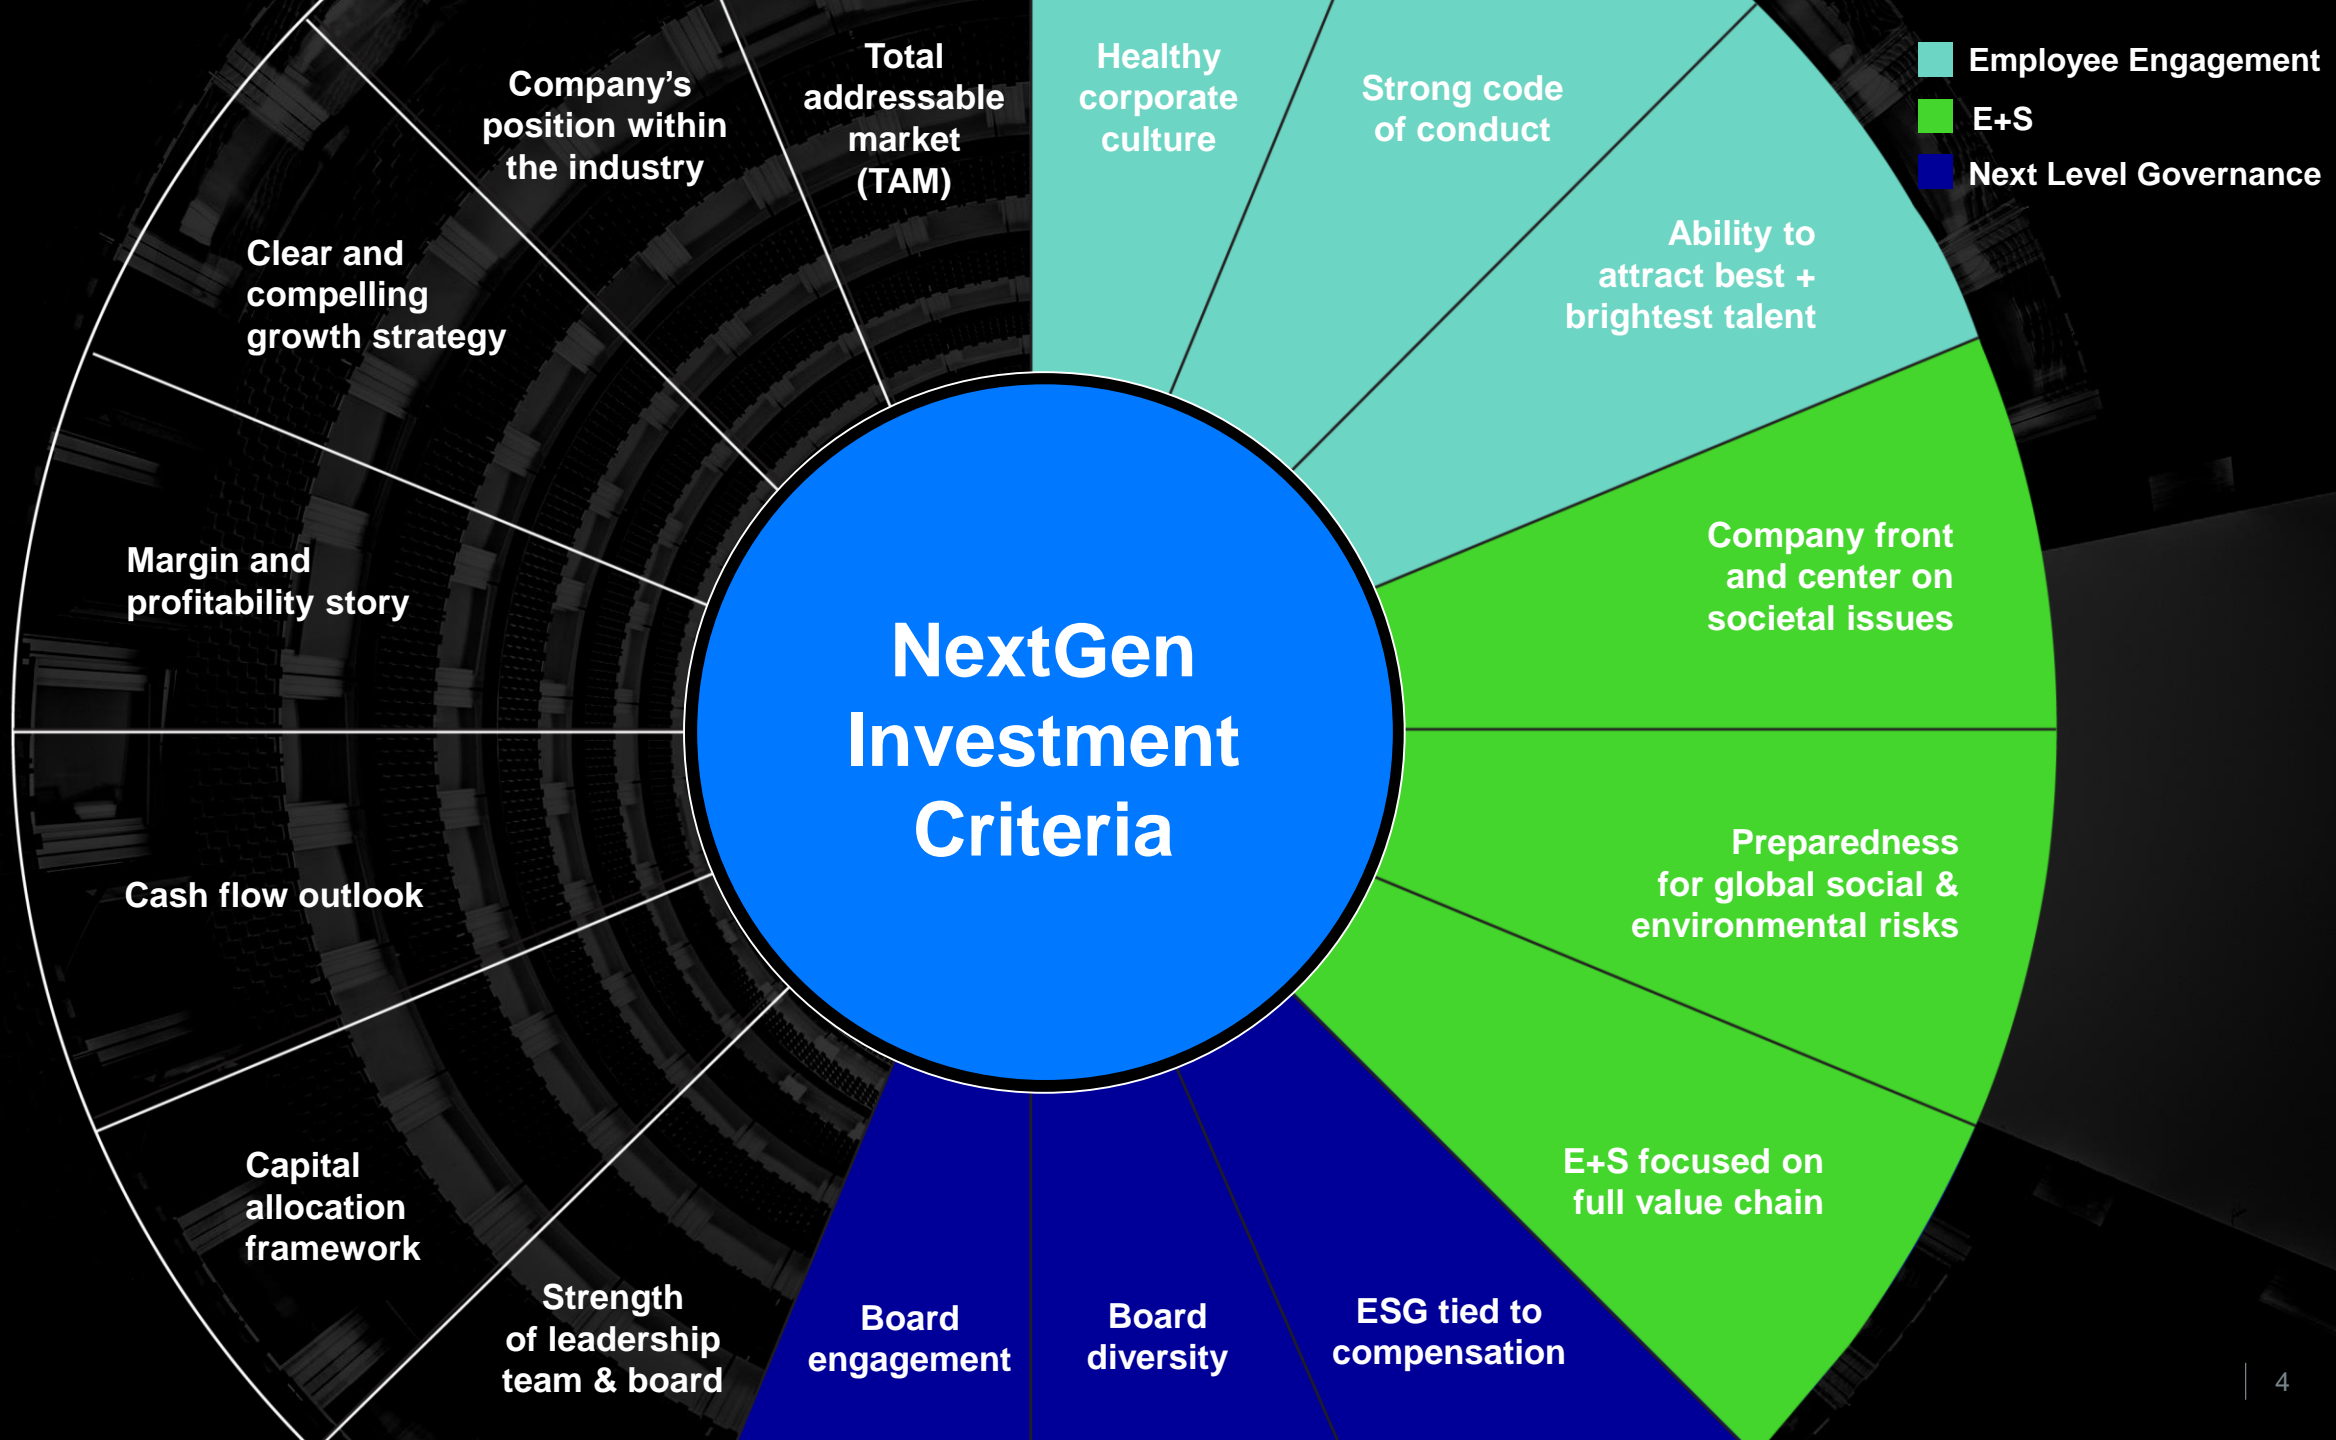 Total
addressable
market
(TAM)
Healthy
corporate
culture
Strong code
of conduct
Ability to
attract best +
brightest talent
Company front
and center on
societal issues
Preparedness
for global social &
environmental risks
E+S focused on
full value chain
ESG tied to
compensation
Board
diversity
Board
engagement
Strength
of leadership
team & board
Capital
allocation
framework
Cash flow outlook
Margin and
profitability story
Clear and
compelling
growth strategy
Company’s
position within
the industry
NextGen
Investment
Criteria
Employee Engagement
E+S
Next Level Governance
4